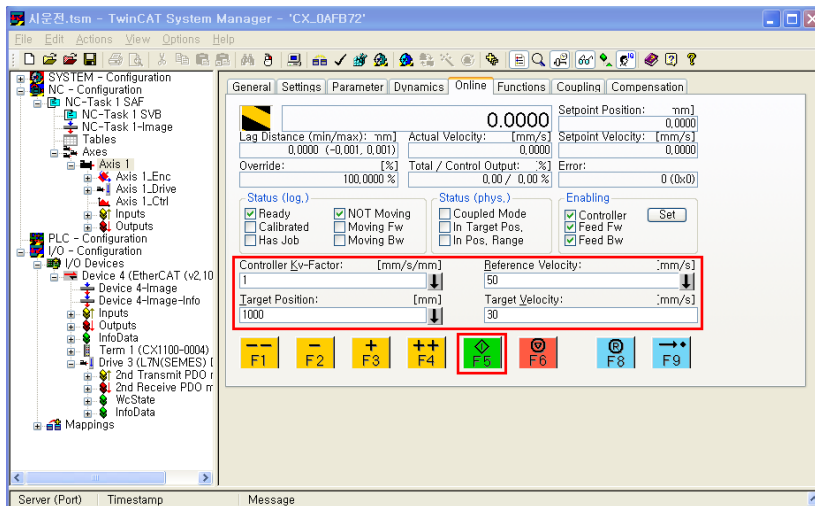 시운전.tsm - TwinCAT System Manager - 'CX_0AFB72'
File Edit Actions View Options Help
SYSTEM - Configuration
NC - Configuration
NC-Task 1 SAF
NC-Task 1 SVB
NC-Task 1-Image
Tables
Axes
Axis 1
Axis 1_Enc
Axis 1_Drive
Axis 1_Ctrl
Inputs
Outputs
PLC - Configuration
I/O - Configuration
I/O Devices
Device 4 (EtherCAT (v2,10
Device 4-Image
Device 4-Image-Info
Inputs
Outputs
InfoData
Term 1 (CX1100-0004)
Drive 3 (L7N(SEMES) [
2nd Transmit PDO r
2nd Receive PDO m
WcState
InfoData
Mappings
General Settings Parameter Dynamics Online Functions Coupling Compensation
0.0000
Setpoint Position: mm]
0,0000
Lag Distance (min/max): mm] Actual Velocity: [mm/s] Setpoint Velocity: [mm/s]
0,0000 (-0,001, 0,001) 0,0000 0,0000
Override: [%] Total / Control Output: %] Error:
100,0000 % 0,00 / 0,00 % 0 (0x0)
Status (log,) Status (phys,) Enabling
Ready NOT Moving Coupled Mode Controller Set
Calibrated Moving Fw In Target Pos, Feed Fw
Has Job Moving Bw In Pos, Range Feed Bw
Controller Kv-Factor: [mm/s/mm] Reference Velocity: [mm/s]
1 50
Target Position: [mm] Target Velocity: [mm/s]
1000 30
-- - + ++ R
F1 F2 F3 F4 F5 F6 F8 F9
Server (Port) Timestamp Message